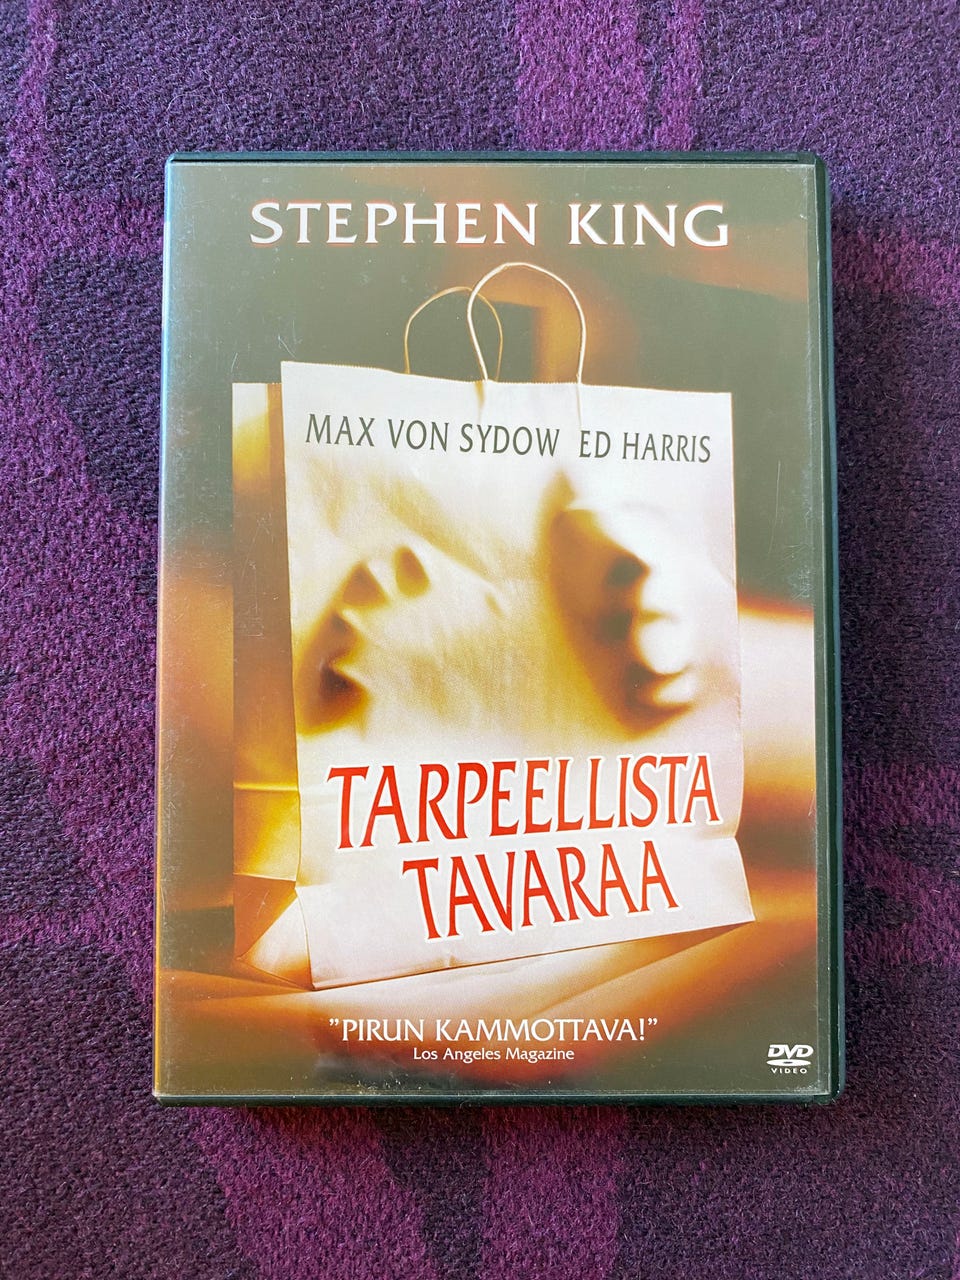 STEPHEN KING
MAX VON SYDOW ED HARRIS
TARPEELLISTA
TAVARAA
”PIRUN KAMMOTTAVA!”
Los Angeles Magazine
DVD
VIDEO